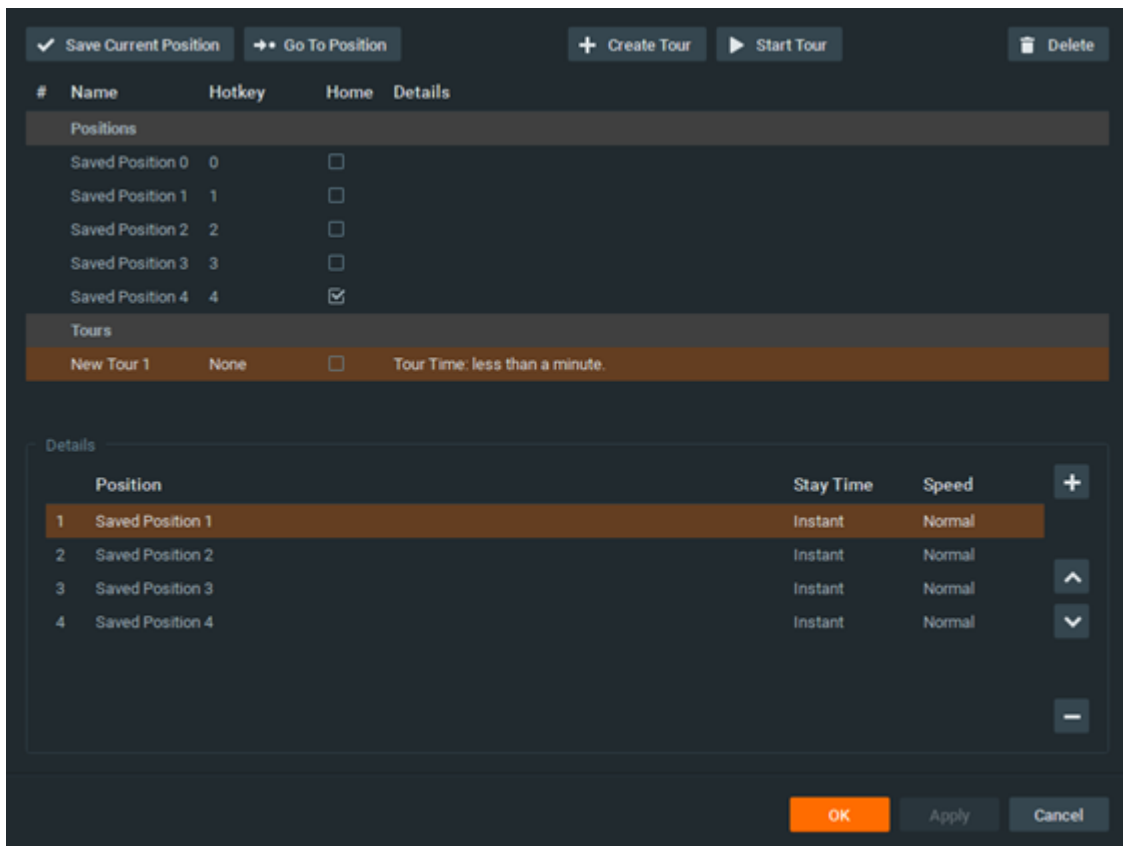 Save Current Position Go To Position Create Tour Start Tour Delete
# Name Hotkey Home Details
Positions
Saved Position 0 0
Saved Position 1 1
Saved Position 2 2
Saved Position 3 3
Saved Position 4 4
Tours
New Tour 1 None Tour Time: less than a minute.
Details
Position Stay Time Speed
1 Saved Position 1 Instant Normal
2 Saved Position 2 Instant Normal
3 Saved Position 3 Instant Normal
4 Saved Position 4 Instant Normal
OK Apply Cancel